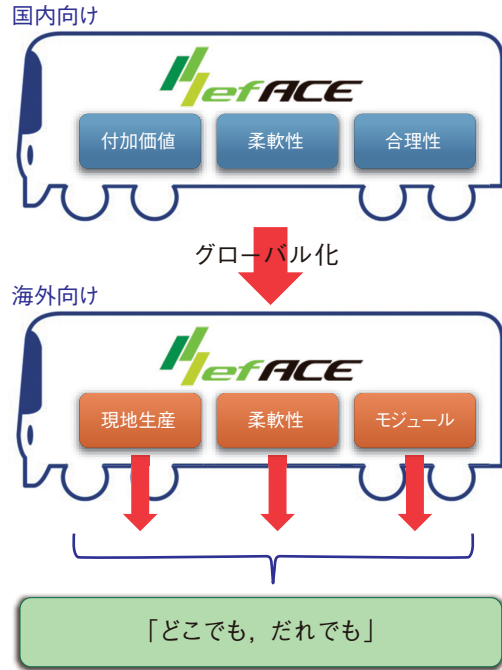 国内向け
efACE
付加価値 柔軟性 合理性
グローバル化
海外向け
efACE
現地生産 柔軟性 モジュール
「どこでも，だれでも」